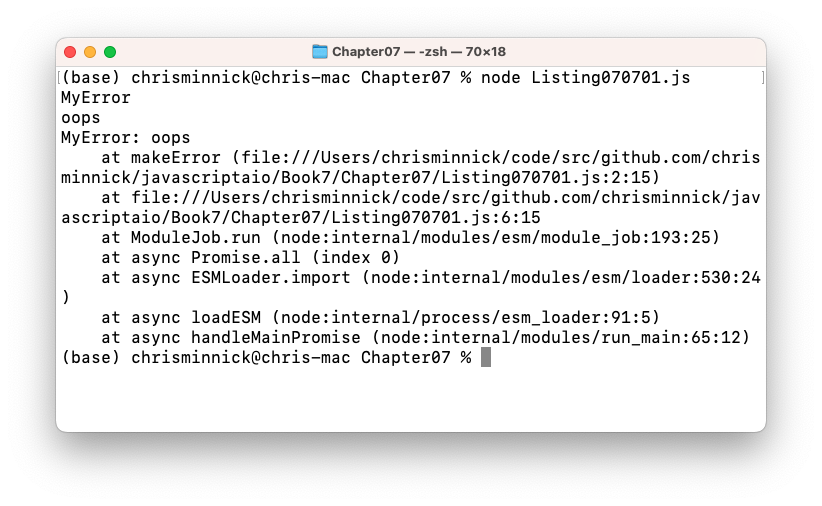 Chapter07 — -zsh — 70×18
[(base) chrisminnick@chris-mac Chapter07 % node Listing070701.js ]
MyError
oops
MyError: oops
    at makeError (file:///Users/chrisminnick/code/src/github.com/chris
minnick/javascriptaio/Book7/Chapter07/Listing070701.js:2:15)
    at file:///Users/chrisminnick/code/src/github.com/chrisminnick/jav
ascriptaio/Book7/Chapter07/Listing070701.js:6:15
    at ModuleJob.run (node:internal/modules/esm/module_job:193:25)
    at async Promise.all (index 0)
    at async ESMLoader.import (node:internal/modules/esm/loader:530:24
)
    at async loadESM (node:internal/process/esm_loader:91:5)
    at async handleMainPromise (node:internal/modules/run_main:65:12)
(base) chrisminnick@chris-mac Chapter07 %